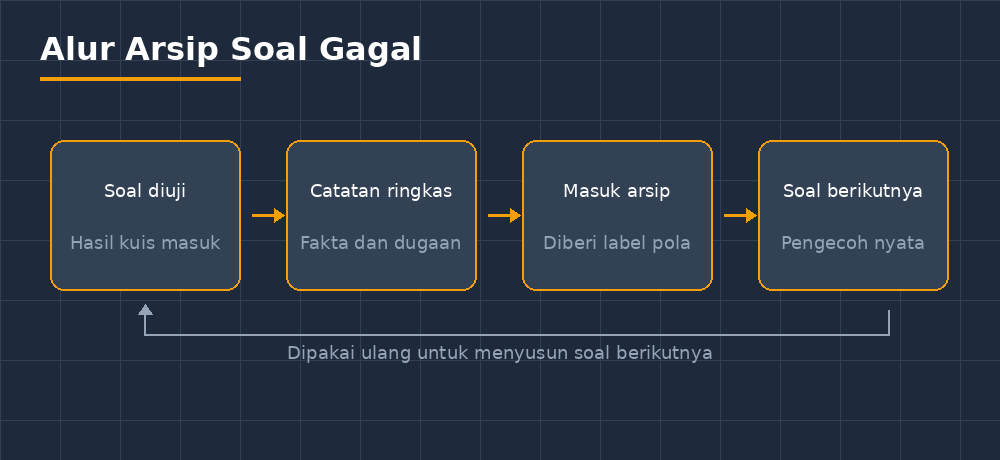 Alur Arsip Soal Gagal
Soal diuji
Hasil kuis masuk
Catatan ringkas
Fakta dan dugaan
Masuk arsip
Diberi label pola
Soal berikutnya
Pengecoh nyata
Dipakai ulang untuk menyusun soal berikutnya